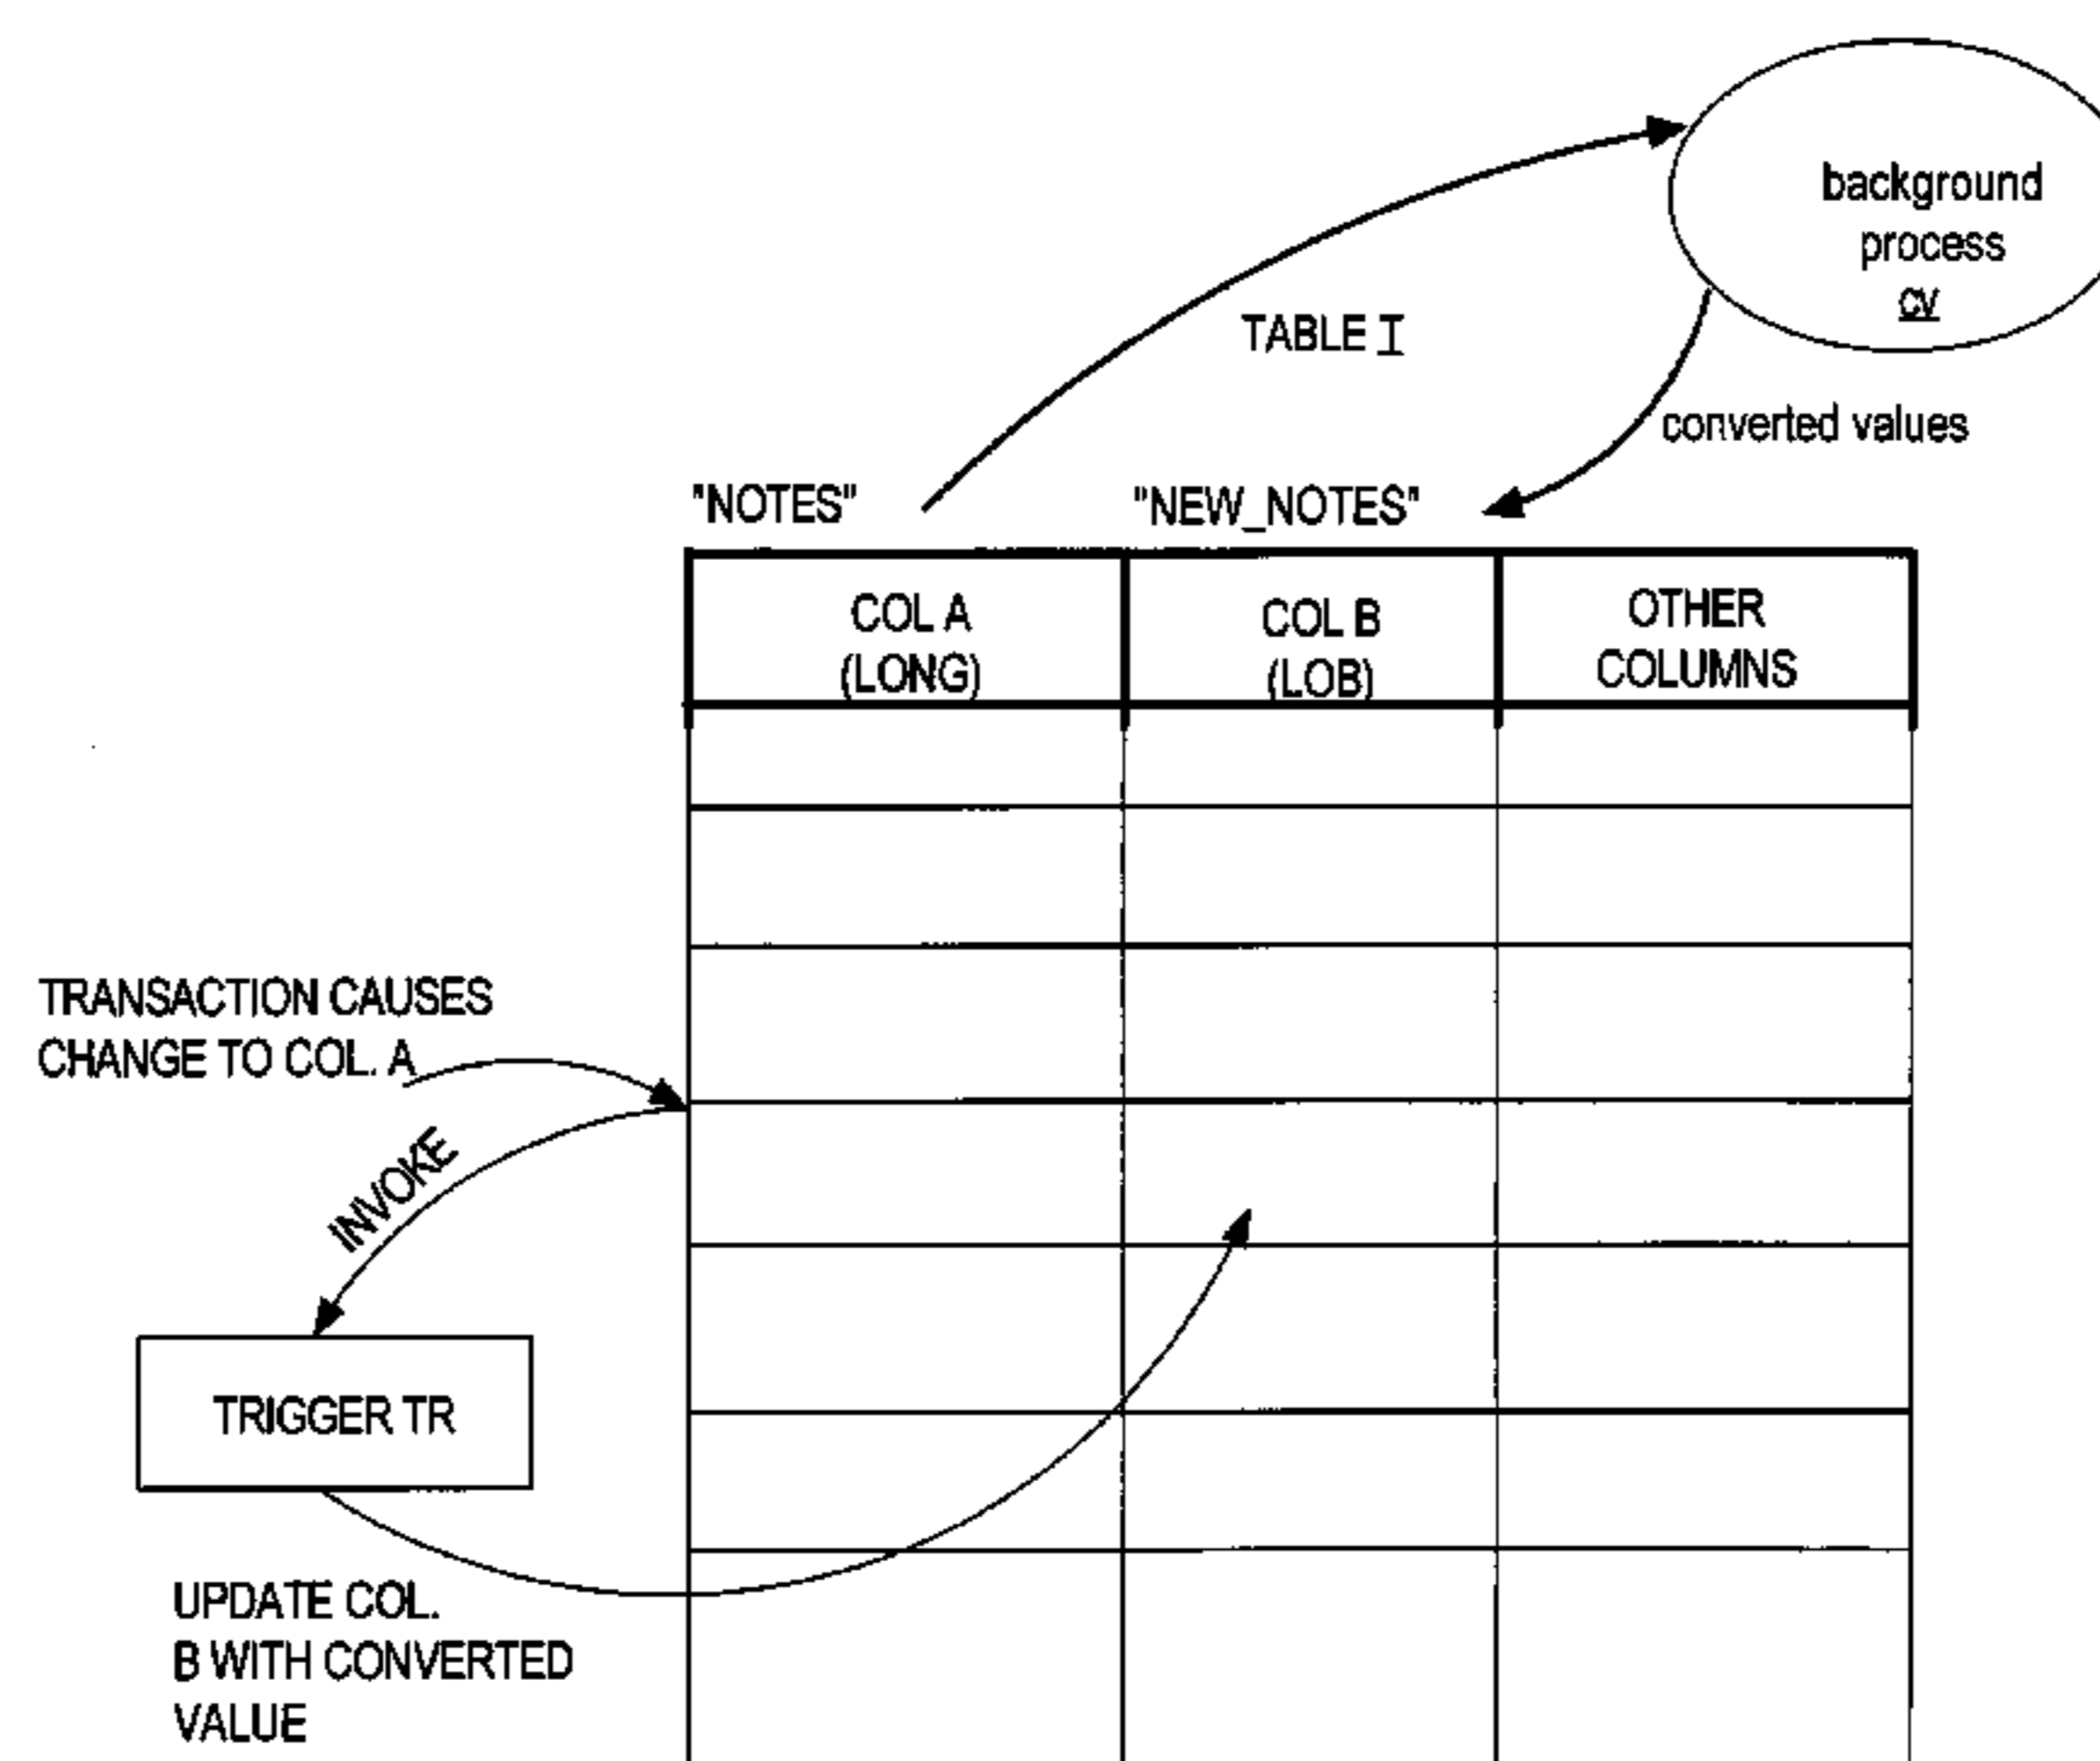 background
process
cv
TABLE I
converted values
"NOTES"
"NEW_NOTES"
COL A
(LONG)
COL B
(LOB)
OTHER
COLUMNS
TRANSACTION CAUSES
CHANGE TO COL. A
INVOKE
TRIGGER TR
UPDATE COL.
B WITH CONVERTED
VALUE